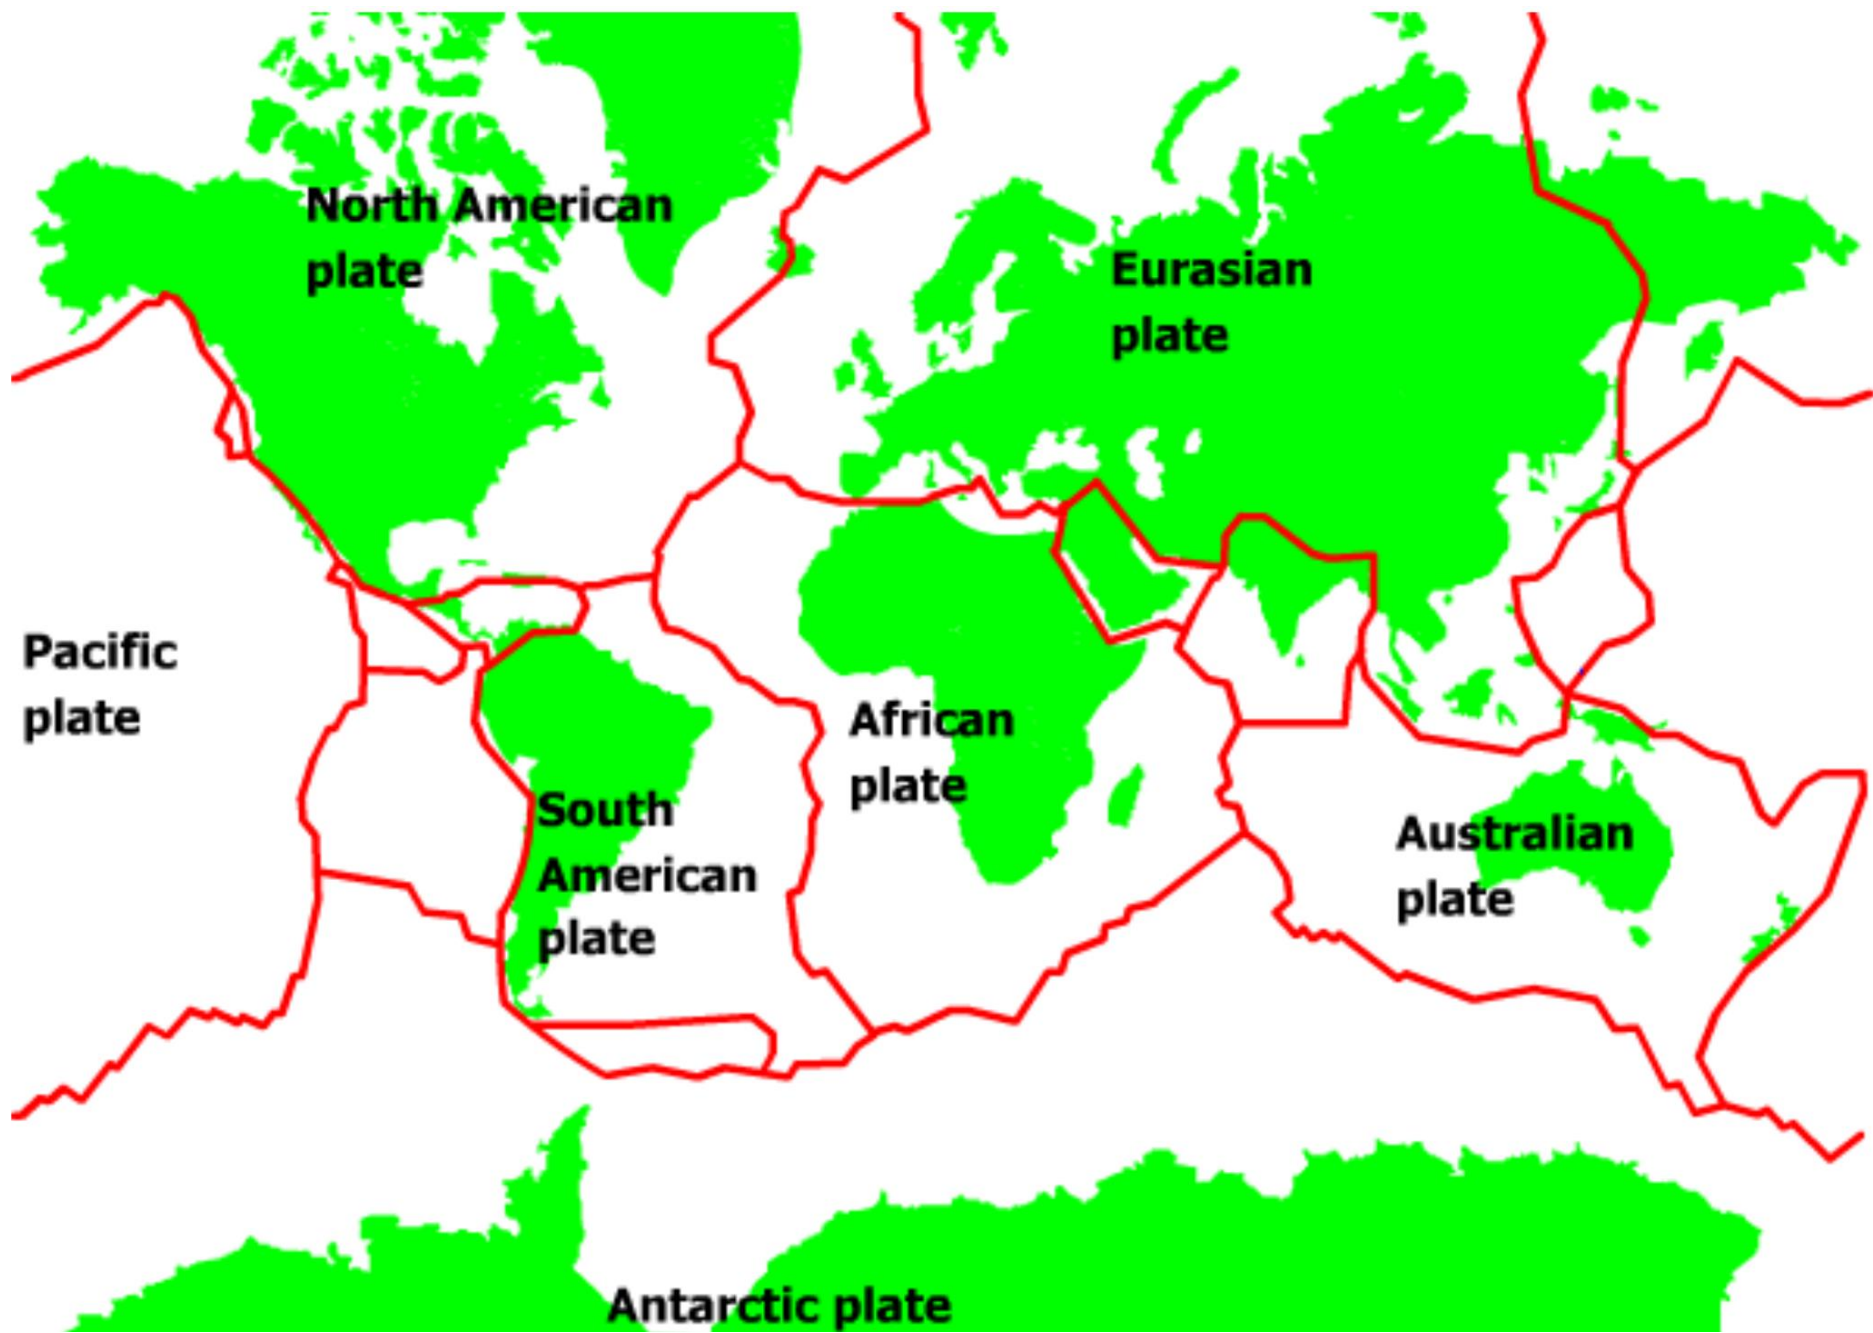 North American
plate
Eurasian
plate
Pacific
plate
African
plate
South
American
plate
Australian
plate
Antarctic plate